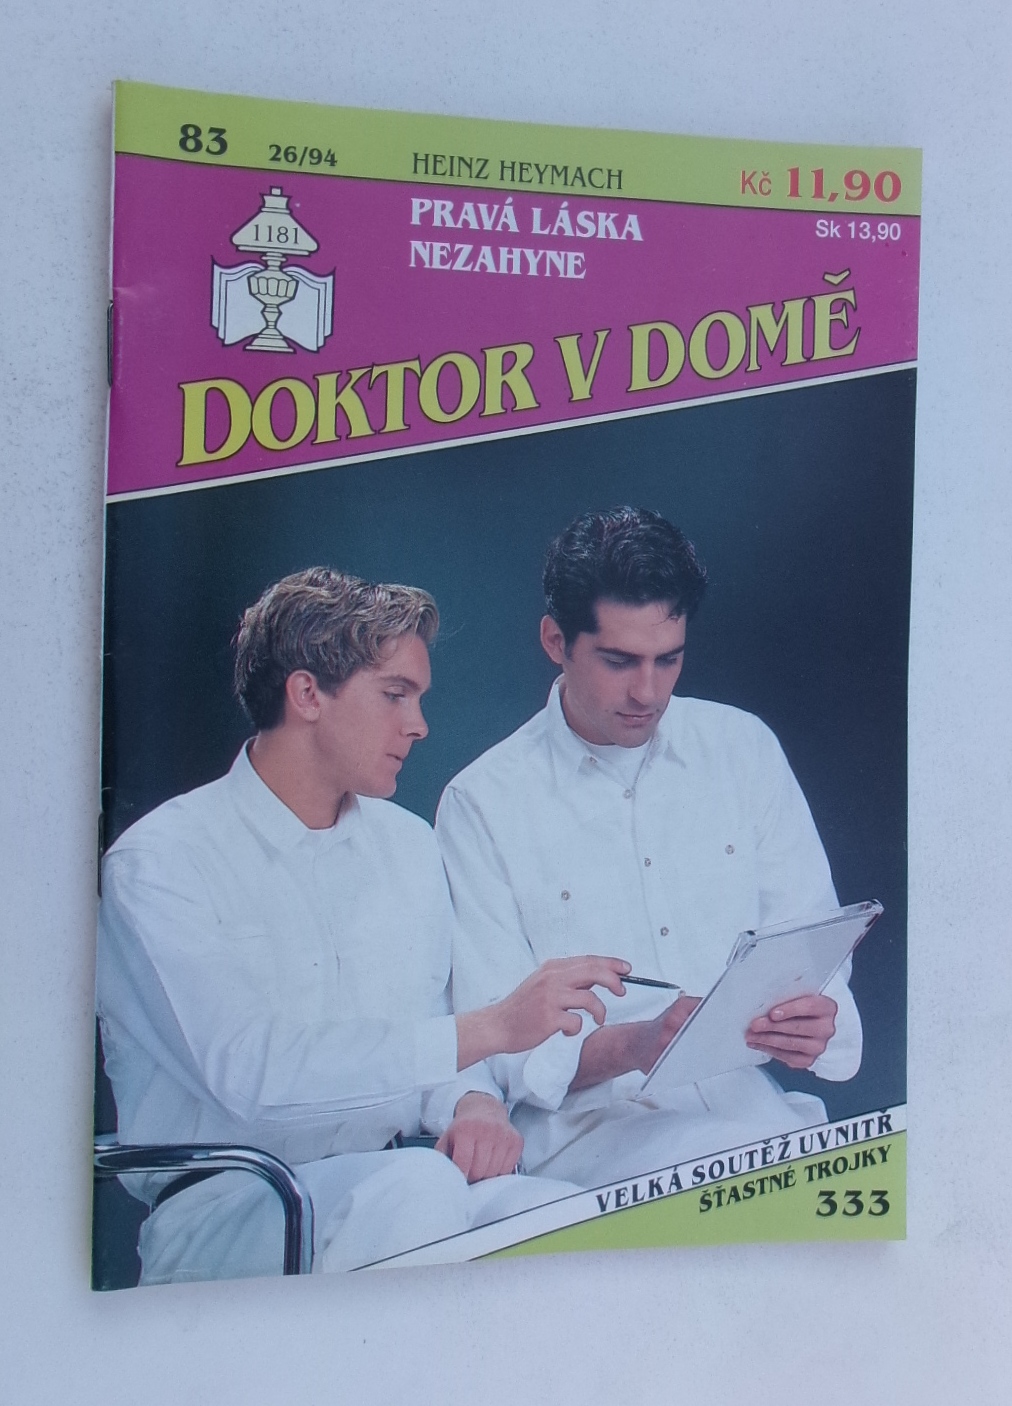 83
26/94
HEINZ HEYMACH
Kč 11,90
Sk 13,90
1181
PRAVÁ LÁSKA
NEZAHYNE
DOKTOR V DOMĚ
VELKÁ SOUTĚŽ UVNITŘ
ŠŤASTNÉ TROJKY
333